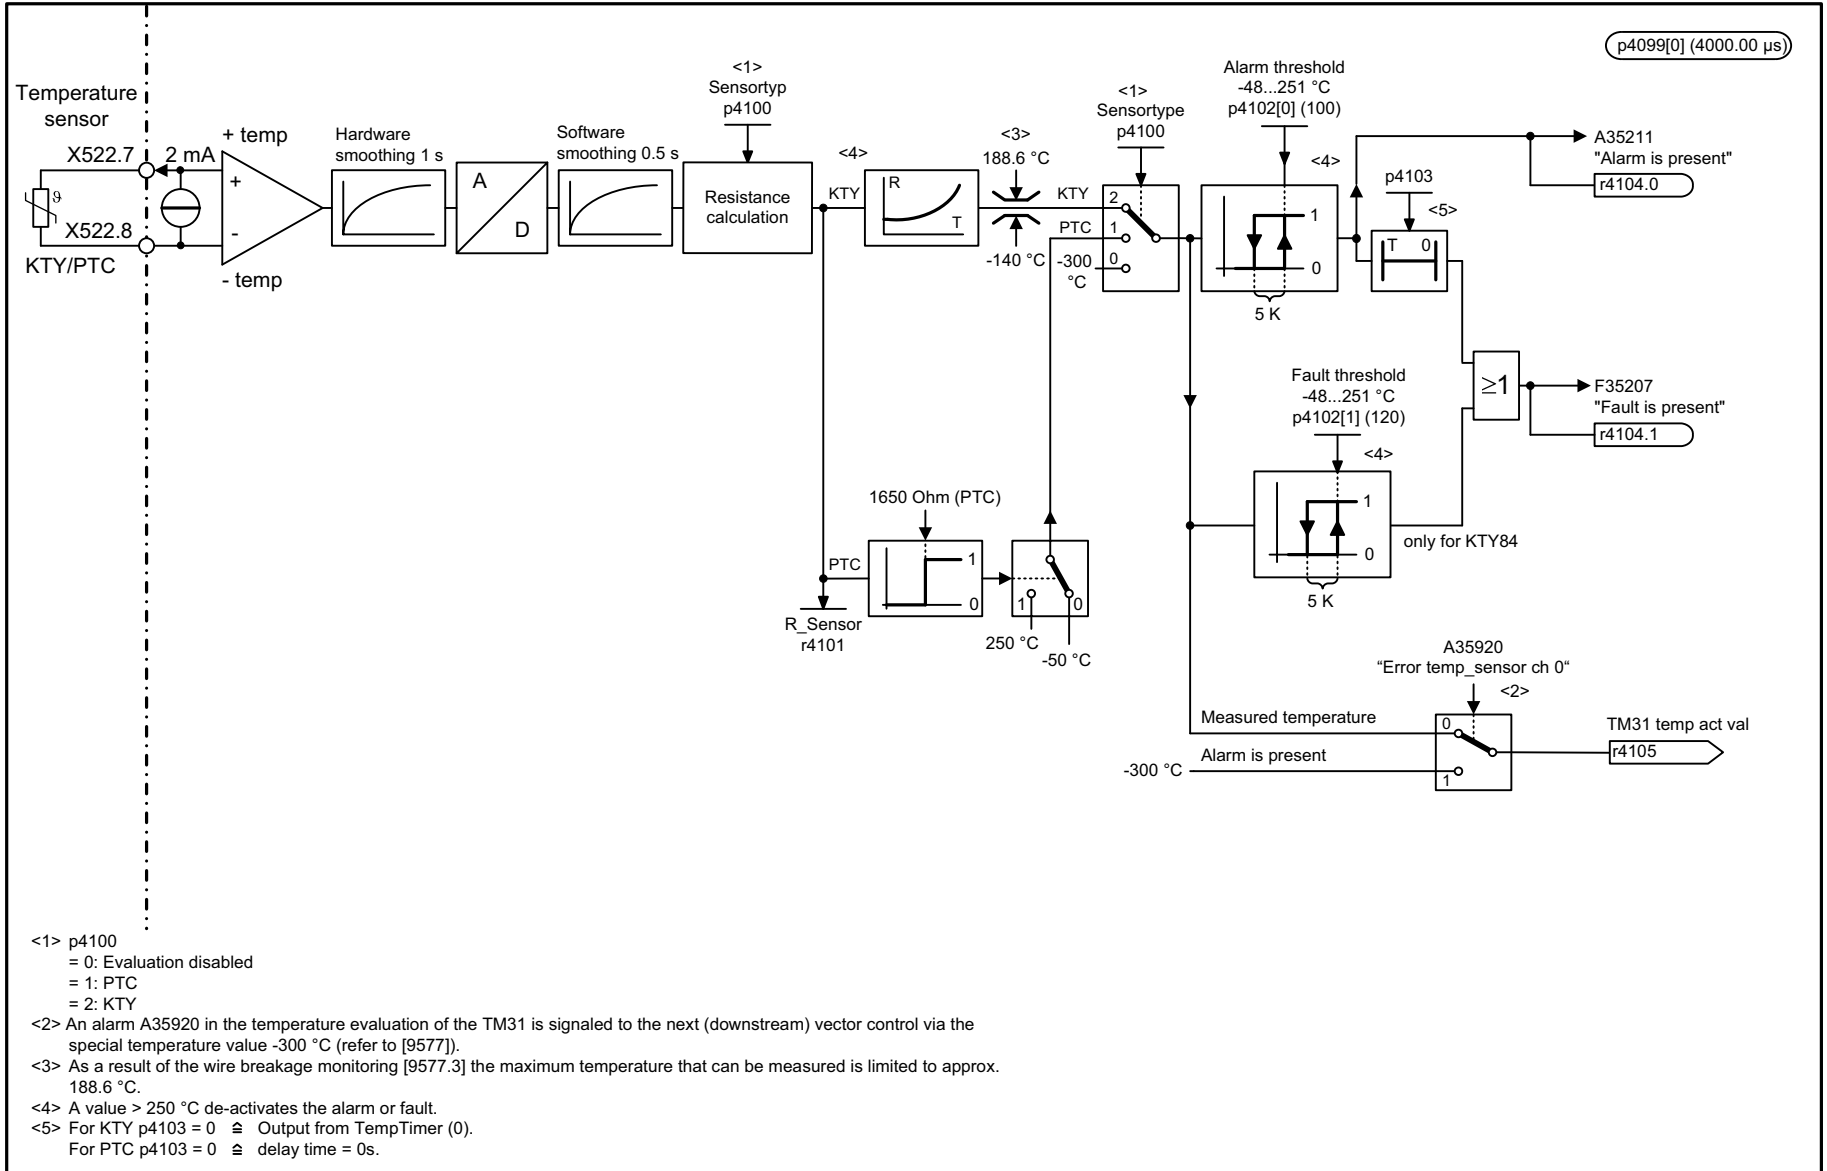 p4099[0] (4000.00 µs)
Temperature
sensor
X522.7
2 mA
X522.8
KTY/PTC
ϑ
+ temp
+
-
- temp
Hardware
smoothing 1 s
A
D
Software
smoothing 0.5 s
<1>
Sensortyp
p4100
Resistance
calculation
<4>
KTY
R
T
<3>
188.6 °C
-140 °C
KTY
PTC
-300
°C
<1>
Sensortype
p4100
2
1
0
Alarm threshold
-48...251 °C
p4102[0] (100)
<4>
1
0
5 K
p4103
<5>
T 0
A35211
"Alarm is present"
r4104.0
≥1
F35207
"Fault is present"
r4104.1
Fault threshold
-48...251 °C
p4102[1] (120)
<4>
1
0
5 K
only for KTY84
1650 Ohm (PTC)
PTC
1
0
R_Sensor
r4101
1 0
250 °C
-50 °C
A35920
“Error temp_sensor ch 0“
<2>
Measured temperature
0
Alarm is present
-300 °C
1
TM31 temp act val
r4105
<1> p4100
= 0: Evaluation disabled
= 1: PTC
= 2: KTY
<2> An alarm A35920 in the temperature evaluation of the TM31 is signaled to the next (downstream) vector control via the
special temperature value -300 °C (refer to [9577]).
<3> As a result of the wire breakage monitoring [9577.3] the maximum temperature that can be measured is limited to approx.
188.6 °C.
<4> A value > 250 °C de-activates the alarm or fault.
<5> For KTY p4103 = 0 ≙ Output from TempTimer (0).
For PTC p4103 = 0 ≙ delay time = 0s.